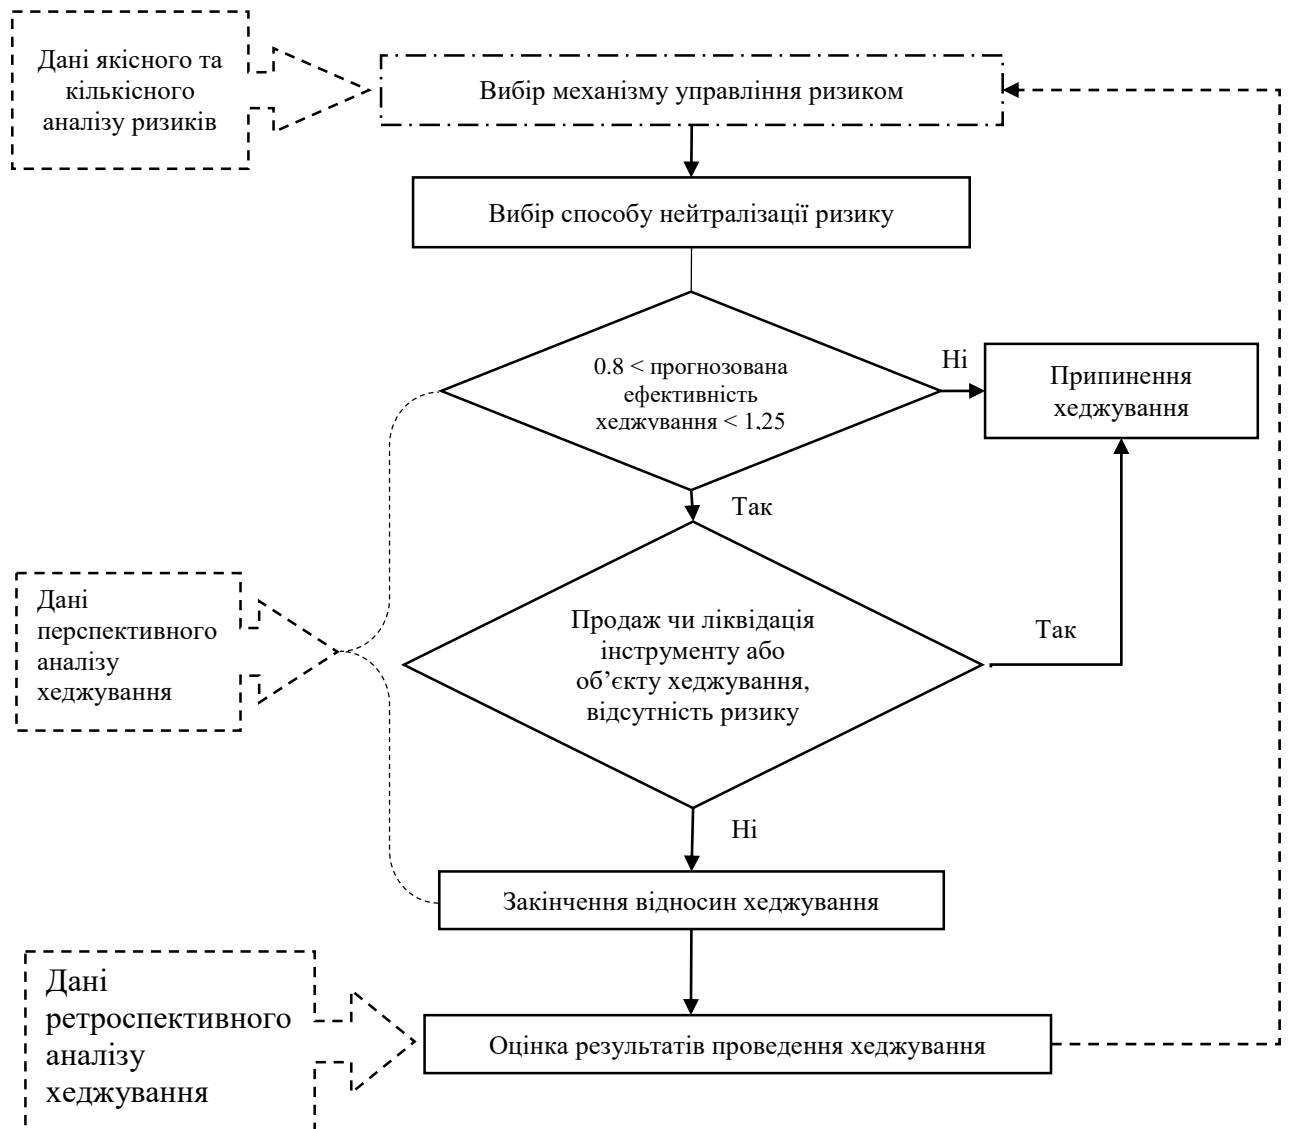 Дані якісного та
кількісного
аналізу ризиків
Вибір механізму управління ризиком
Вибір способу нейтралізації ризику
0.8 < прогнозована
ефективність
хеджування < 1,25
Ні
Припинення
хеджування
Так
Дані
перспективного
аналізу
хеджування
Продаж чи ліквідація
інструменту або
об’єкту хеджування,
відсутність ризику
Так
Ні
Закінчення відносин хеджування
Дані
ретроспективного
аналізу
хеджування
Оцінка результатів проведення хеджування